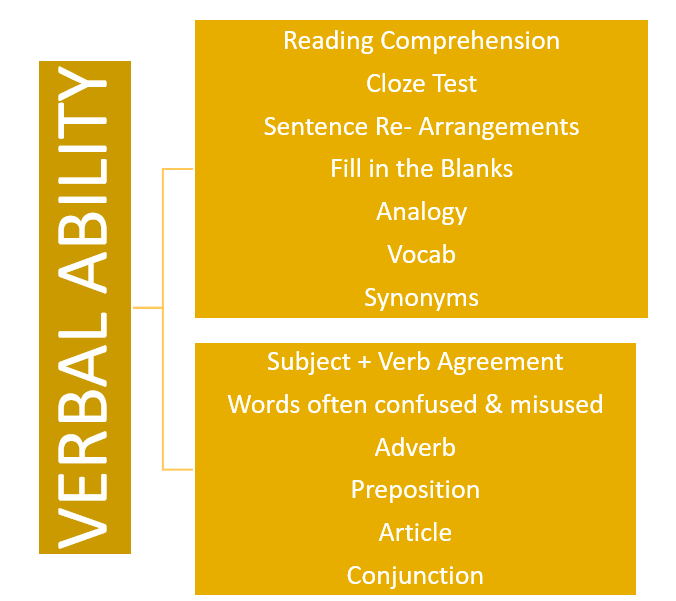 VERBAL ABILITY
Reading Comprehension
Cloze Test
Sentence Re- Arrangements
Fill in the Blanks
Analogy
Vocab
Synonyms
Subject + Verb Agreement
Words often confused & misused
Adverb
Preposition
Article
Conjunction